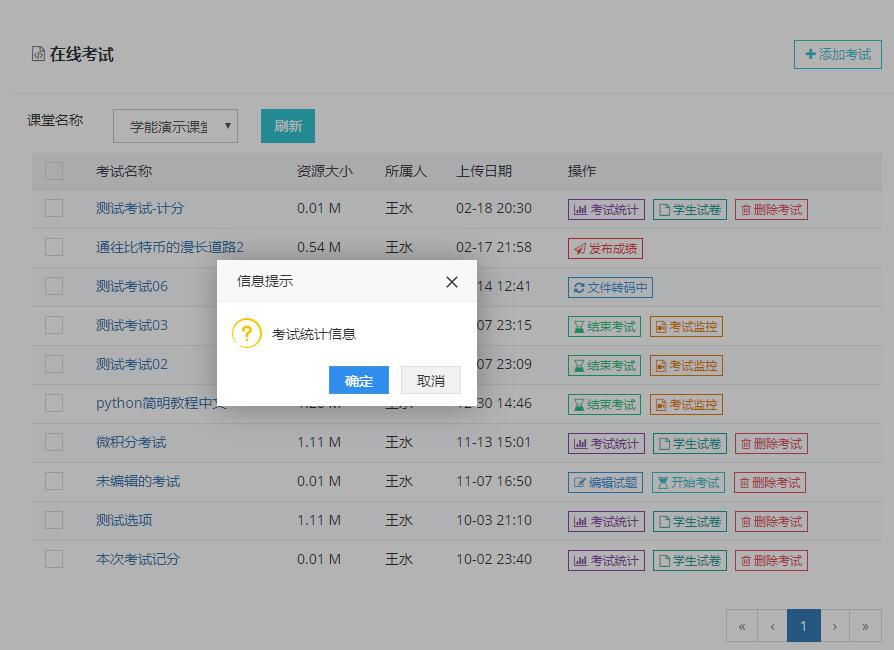 在线考试
添加考试
课堂名称 学能演示课堂 刷新
考试名称 资源大小 所属人 上传日期 操作
测试考试-计分 0.01 M 王水 02-18 20:30 考试统计 学生试卷 删除考试
通往比特币的漫长道路2 0.54 M 王水 02-17 21:58 发布成绩
测试考试06 14 12:41 文件转码中
测试考试03 07 23:15 结束考试 考试监控
测试考试02 07 23:09 结束考试 考试监控
python简明教程中文 王水 12-30 14:46 结束考试 考试监控
信息提示
考试统计信息
确定 取消
微积分考试 1.11 M 王水 11-13 15:01 考试统计 学生试卷 删除考试
未编辑的考试 0.01 M 王水 11-07 16:50 编辑试题 开始考试 删除考试
测试选项 1.11 M 王水 10-03 21:10 考试统计 学生试卷 删除考试
本次考试记分 0.01 M 王水 10-02 23:40 考试统计 学生试卷 删除考试
« ‹ 1 › »